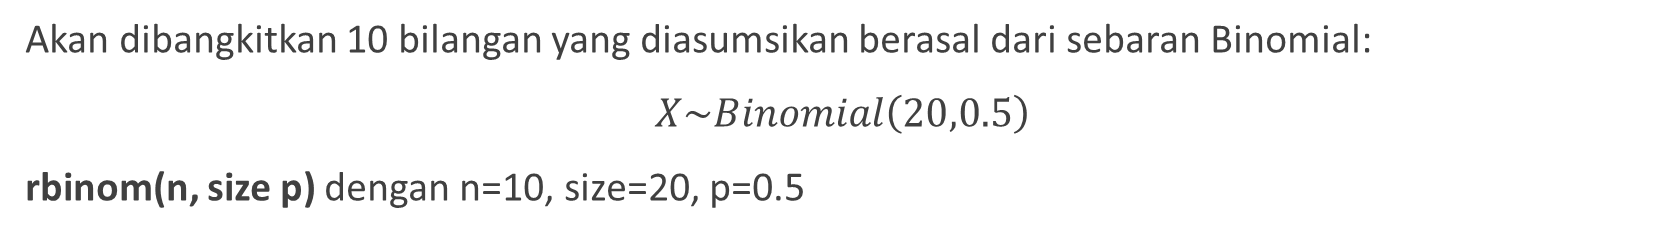 Akan dibangkitkan 10 bilangan yang diasumsikan berasal dari sebaran Binomial:
X~Binomial(20,0.5)
rbinom(n, size p) dengan n=10, size=20, p=0.5